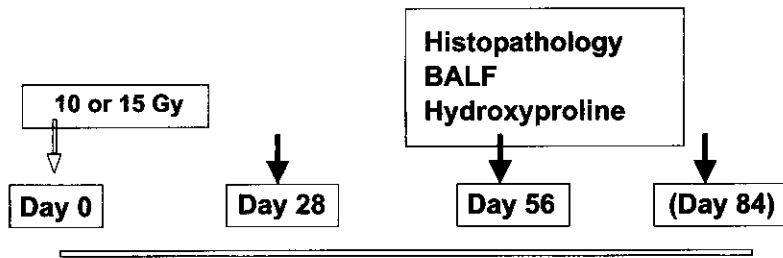 Histopathology
BALF
Hydroxyproline
10 or 15 Gy
Day 0
Day 28
Day 56
(Day 84)